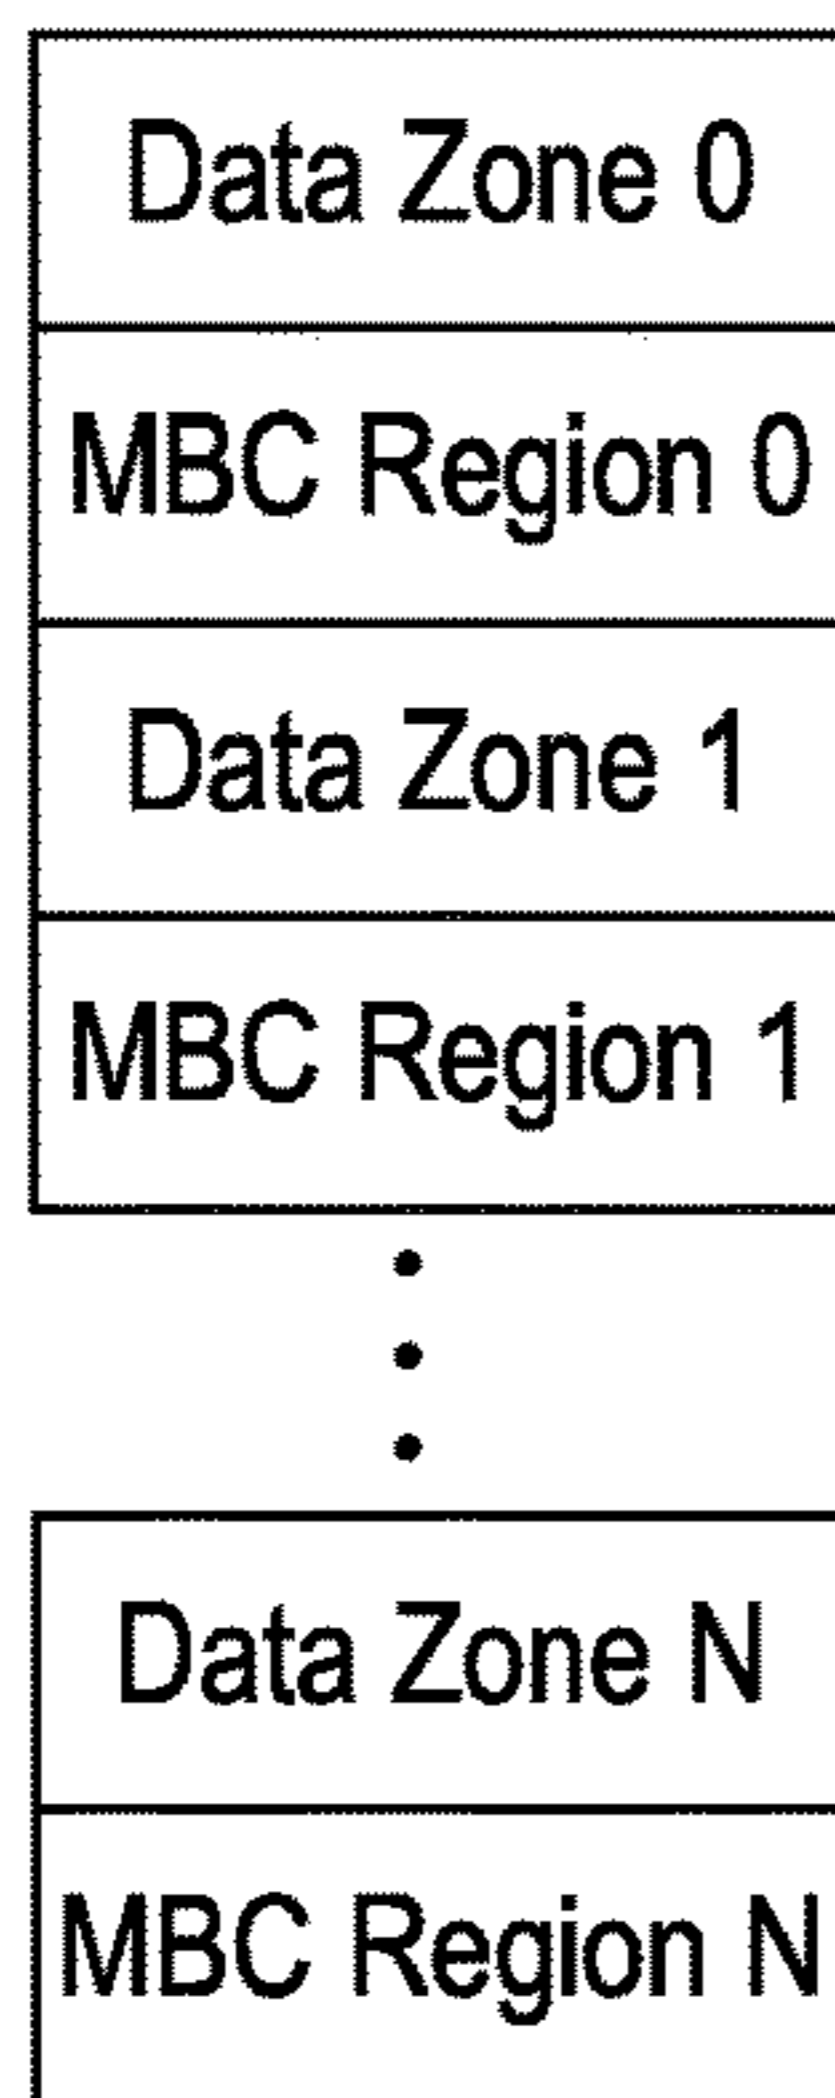 Data Zone 0
MBC Region 0
Data Zone 1
MBC Region 1
Data Zone N
MBC Region N